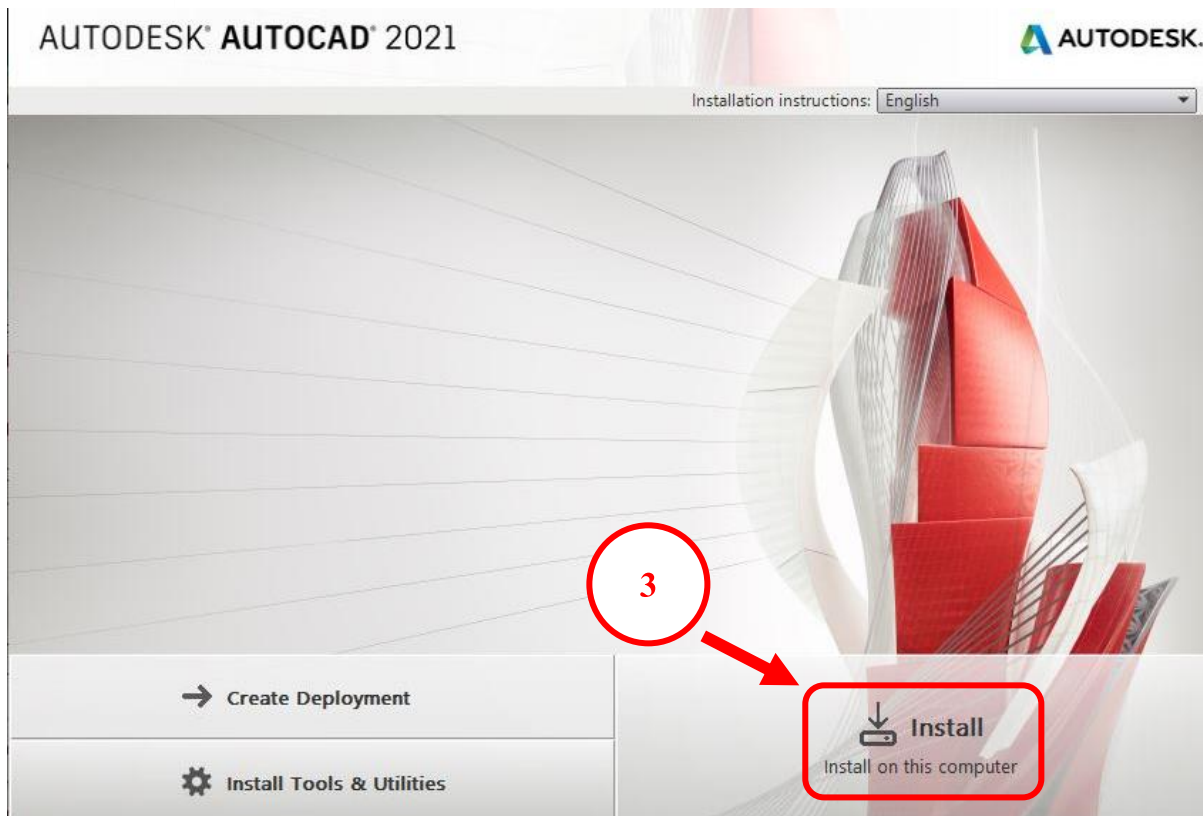 AUTODESK® AUTOCAD® 2021
AUTODESK.
Installation instructions: English
3
Create Deployment
Install
Install on this computer
Install Tools & Utilities